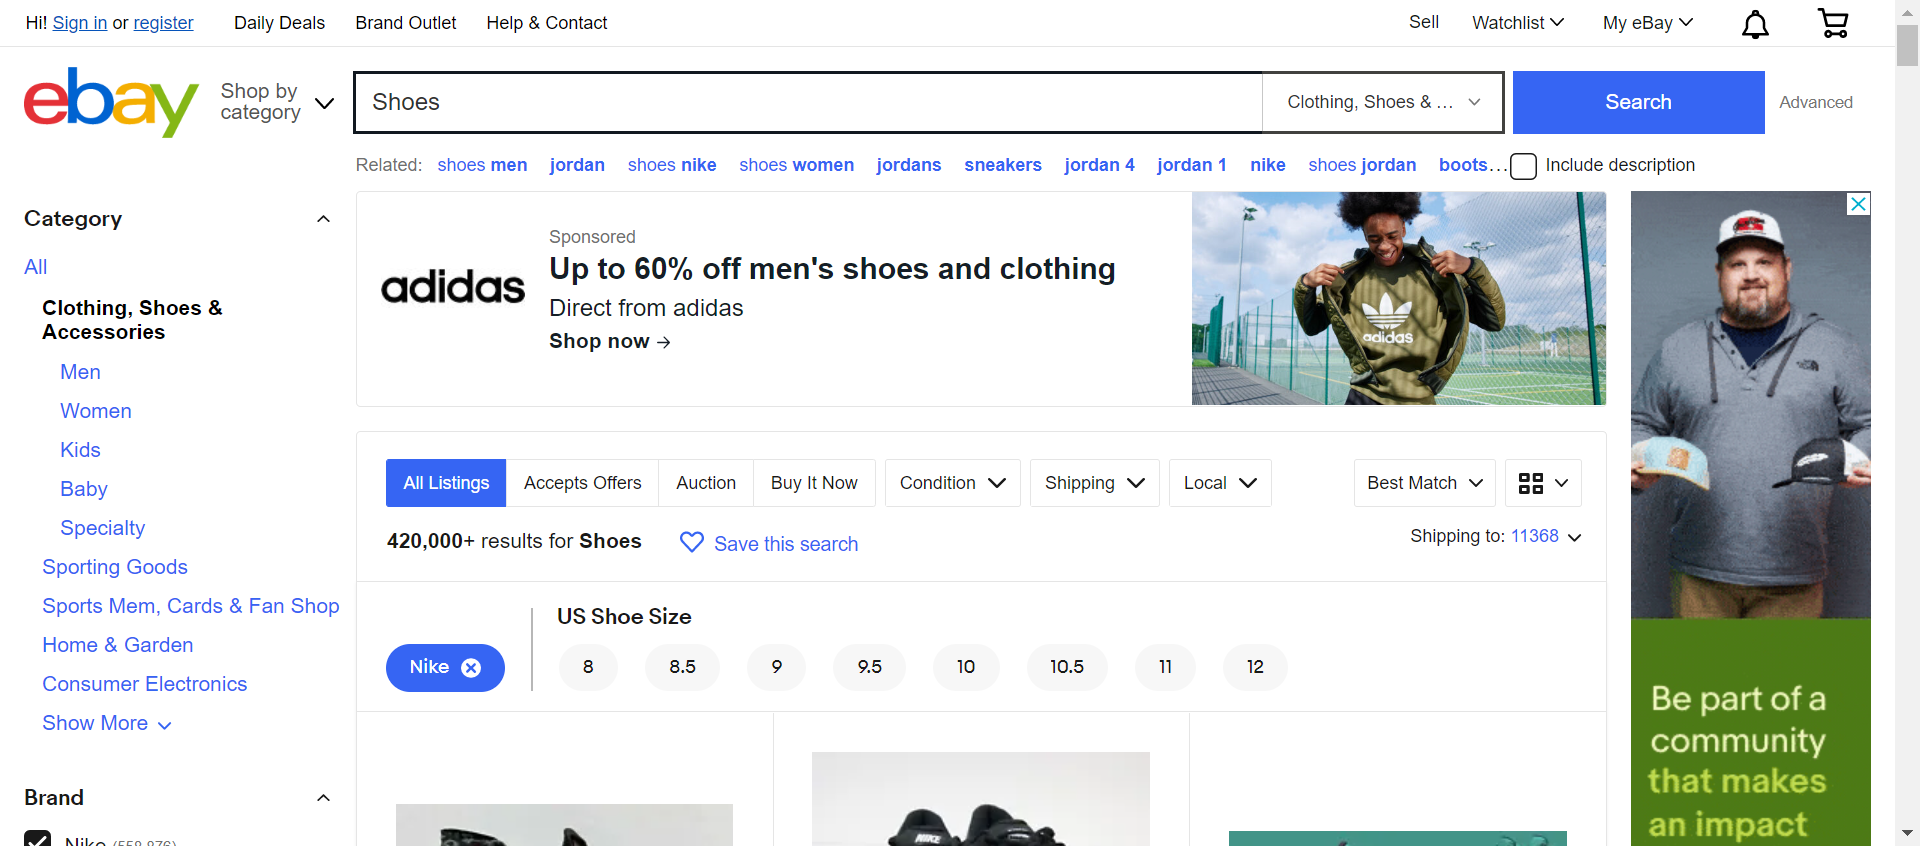 Hi! Sign in or register
Daily Deals
Brand Outlet
Help & Contact
Sell
Watchlist
My eBay
ebay
Shop by
category
Shoes
Clothing, Shoes & ...
Search
Advanced
Related: shoes men jordan shoes nike shoes women jordans sneakers jordan 4 jordan 1 nike shoes jordan boots...
Include description
Category
All
Clothing, Shoes &
Accessories
Men
Women
Kids
Baby
Specialty
Sporting Goods
Sports Mem, Cards & Fan Shop
Home & Garden
Consumer Electronics
Show More
Brand
Nike (558,876)
adidas
Sponsored
Up to 60% off men's shoes and clothing
Direct from adidas
Shop now →
adidas
All Listings
Accepts Offers
Auction
Buy It Now
Condition
Shipping
Local
Best Match
420,000+ results for Shoes
Save this search
Shipping to: 11368
US Shoe Size
Nike
8
8.5
9
9.5
10
10.5
11
12
NIKE
Be part of a
community
that makes
an impact